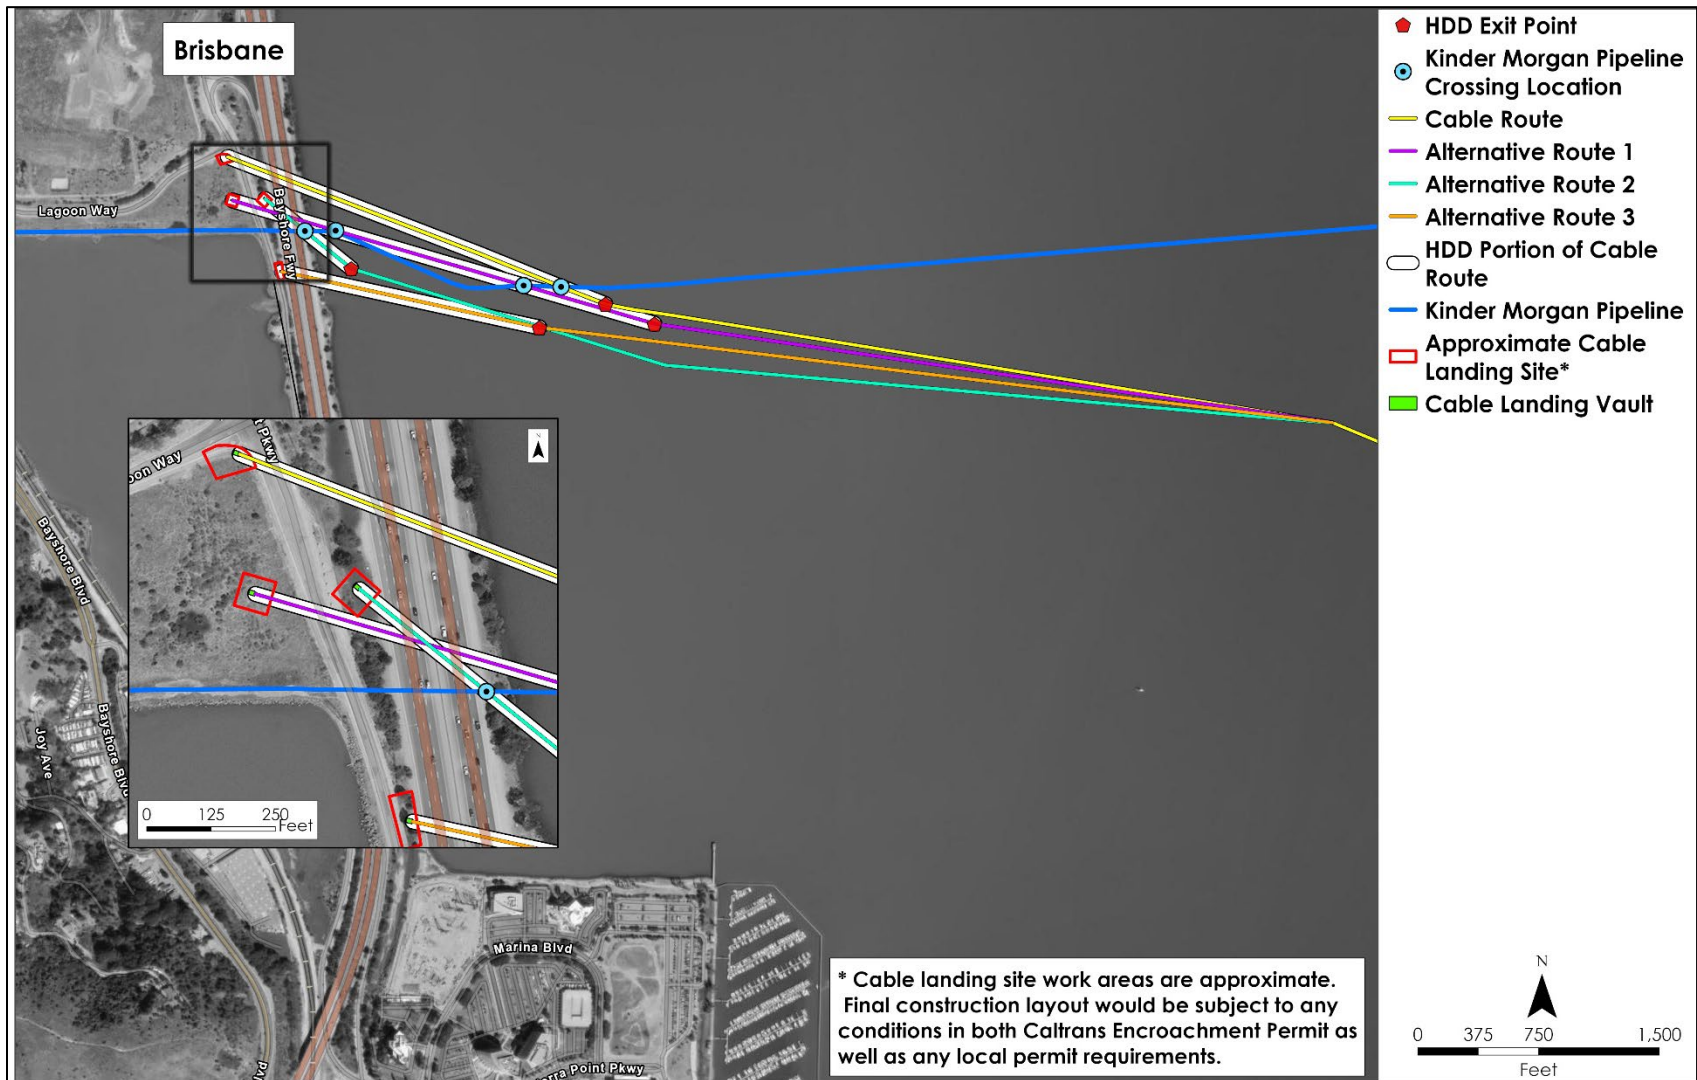 Brisbane
Lagoon Way
Bayshore Fwy
oon Way
t Pkwy
N
0 125 250
Feet
Bayshore Blvd
Bayshore Blvd
Joy Ave
Marina Blvd
erra Point Pkwy
lvd
* Cable landing site work areas are approximate.
Final construction layout would be subject to any
conditions in both Caltrans Encroachment Permit as
well as any local permit requirements.
HDD Exit Point
Kinder Morgan Pipeline
Crossing Location
Cable Route
Alternative Route 1
Alternative Route 2
Alternative Route 3
HDD Portion of Cable
Route
Kinder Morgan Pipeline
Approximate Cable
Landing Site*
Cable Landing Vault
N
0 375 750 1,500
Feet